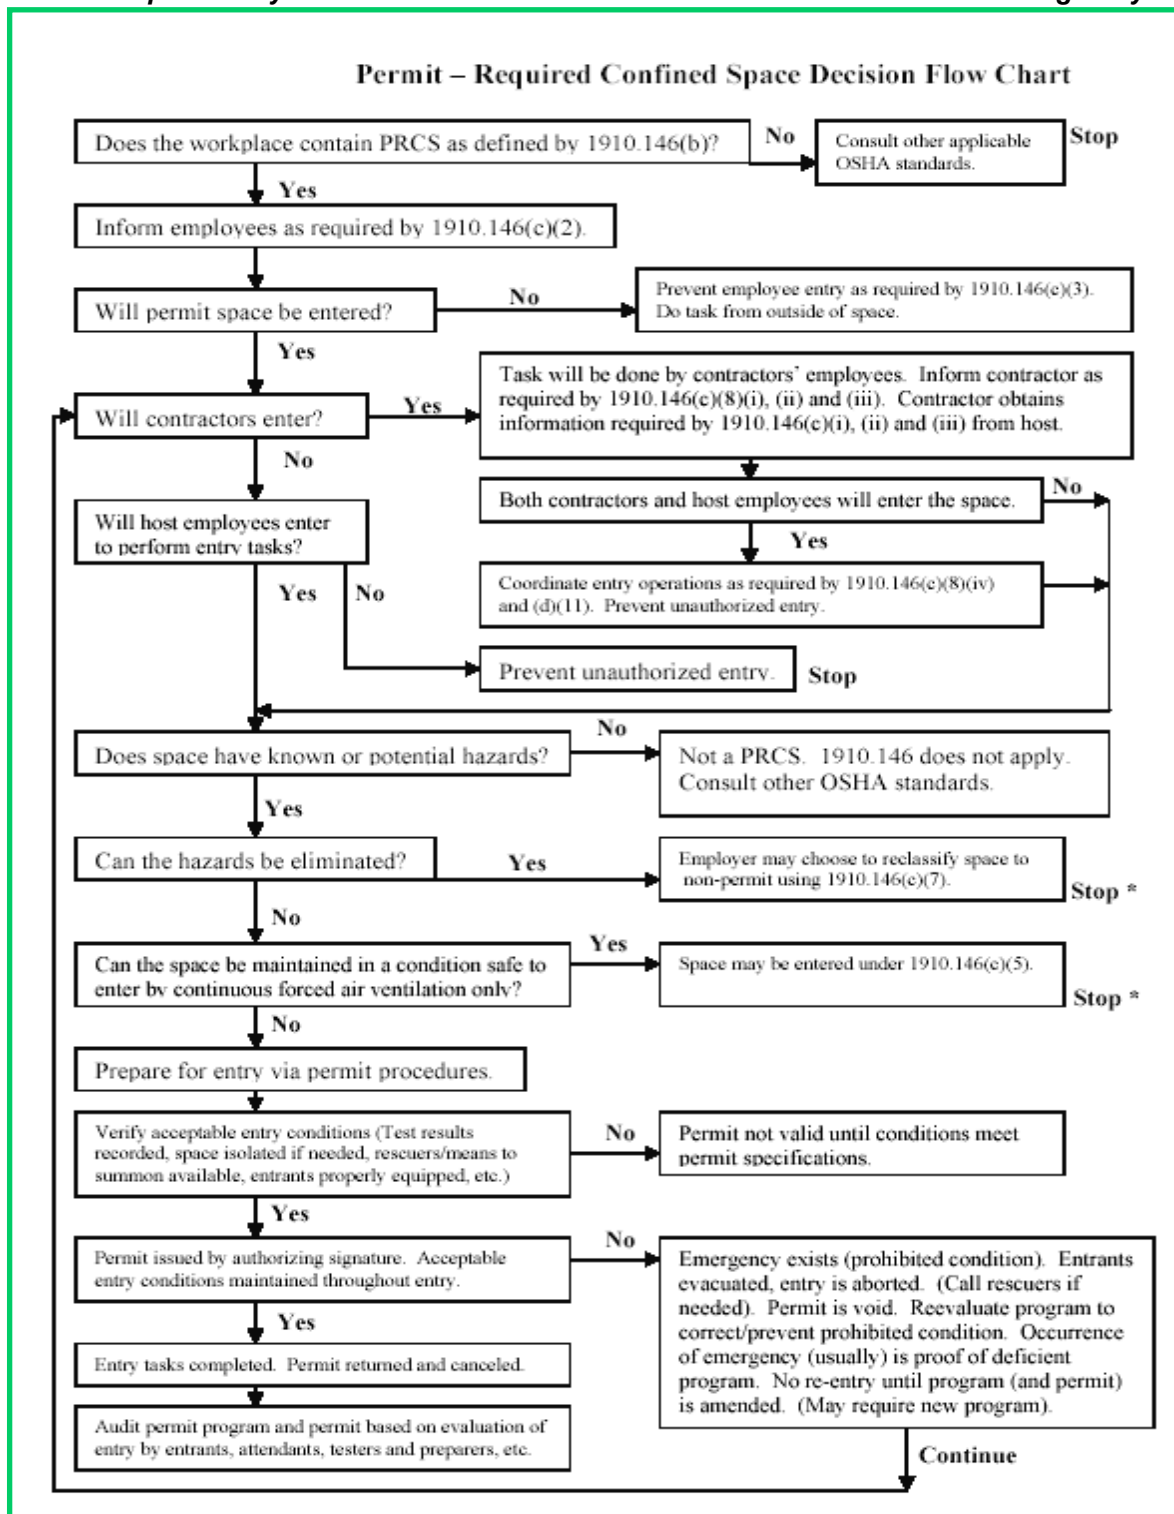 Permit – Required Confined Space Decision Flow Chart
Does the workplace contain PRCS as defined by 1910.146(b)?
No
Consult other applicable
OSHA standards.
Stop
Yes
Inform employees as required by 1910.146(c)(2).
Will permit space be entered?
No
Prevent employee entry as required by 1910.146(c)(3).
Do task from outside of space.
Yes
Will contractors enter?
Yes
Task will be done by contractors' employees. Inform contractor as
required by 1910.146(c)(8)(i), (ii) and (iii). Contractor obtains
information required by 1910.146(c)(i), (ii) and (iii) from host.
No
Both contractors and host employees will enter the space.
No
Yes
Will host employees enter
to perform entry tasks?
Coordinate entry operations as required by 1910.146(c)(8)(iv)
and (d)(11). Prevent unauthorized entry.
Yes
No
Prevent unauthorized entry.
Stop
Does space have known or potential hazards?
No
Not a PRCS. 1910.146 does not apply.
Consult other OSHA standards.
Yes
Can the hazards be eliminated?
Yes
Employer may choose to reclassify space to
non-permit using 1910.146(c)(7).
Stop *
No
Can the space be maintained in a condition safe to
enter by continuous forced air ventilation only?
Yes
Space may be entered under 1910.146(c)(5).
Stop *
No
Prepare for entry via permit procedures.
Verify acceptable entry conditions (Test results
recorded, space isolated if needed, rescuers/means to
summon available, entrants properly equipped, etc.)
No
Permit not valid until conditions meet
permit specifications.
Yes
Permit issued by authorizing signature. Acceptable
entry conditions maintained throughout entry.
No
Emergency exists (prohibited condition). Entrants
evacuated, entry is aborted. (Call rescuers if
needed). Permit is void. Reevaluate program to
correct/prevent prohibited condition. Occurrence
of emergency (usually) is proof of deficient
program. No re-entry until program (and permit)
is amended. (May require new program).
Yes
Entry tasks completed. Permit returned and canceled.
Audit permit program and permit based on evaluation of
entry by entrants, attendants, testers and preparers, etc.
Continue